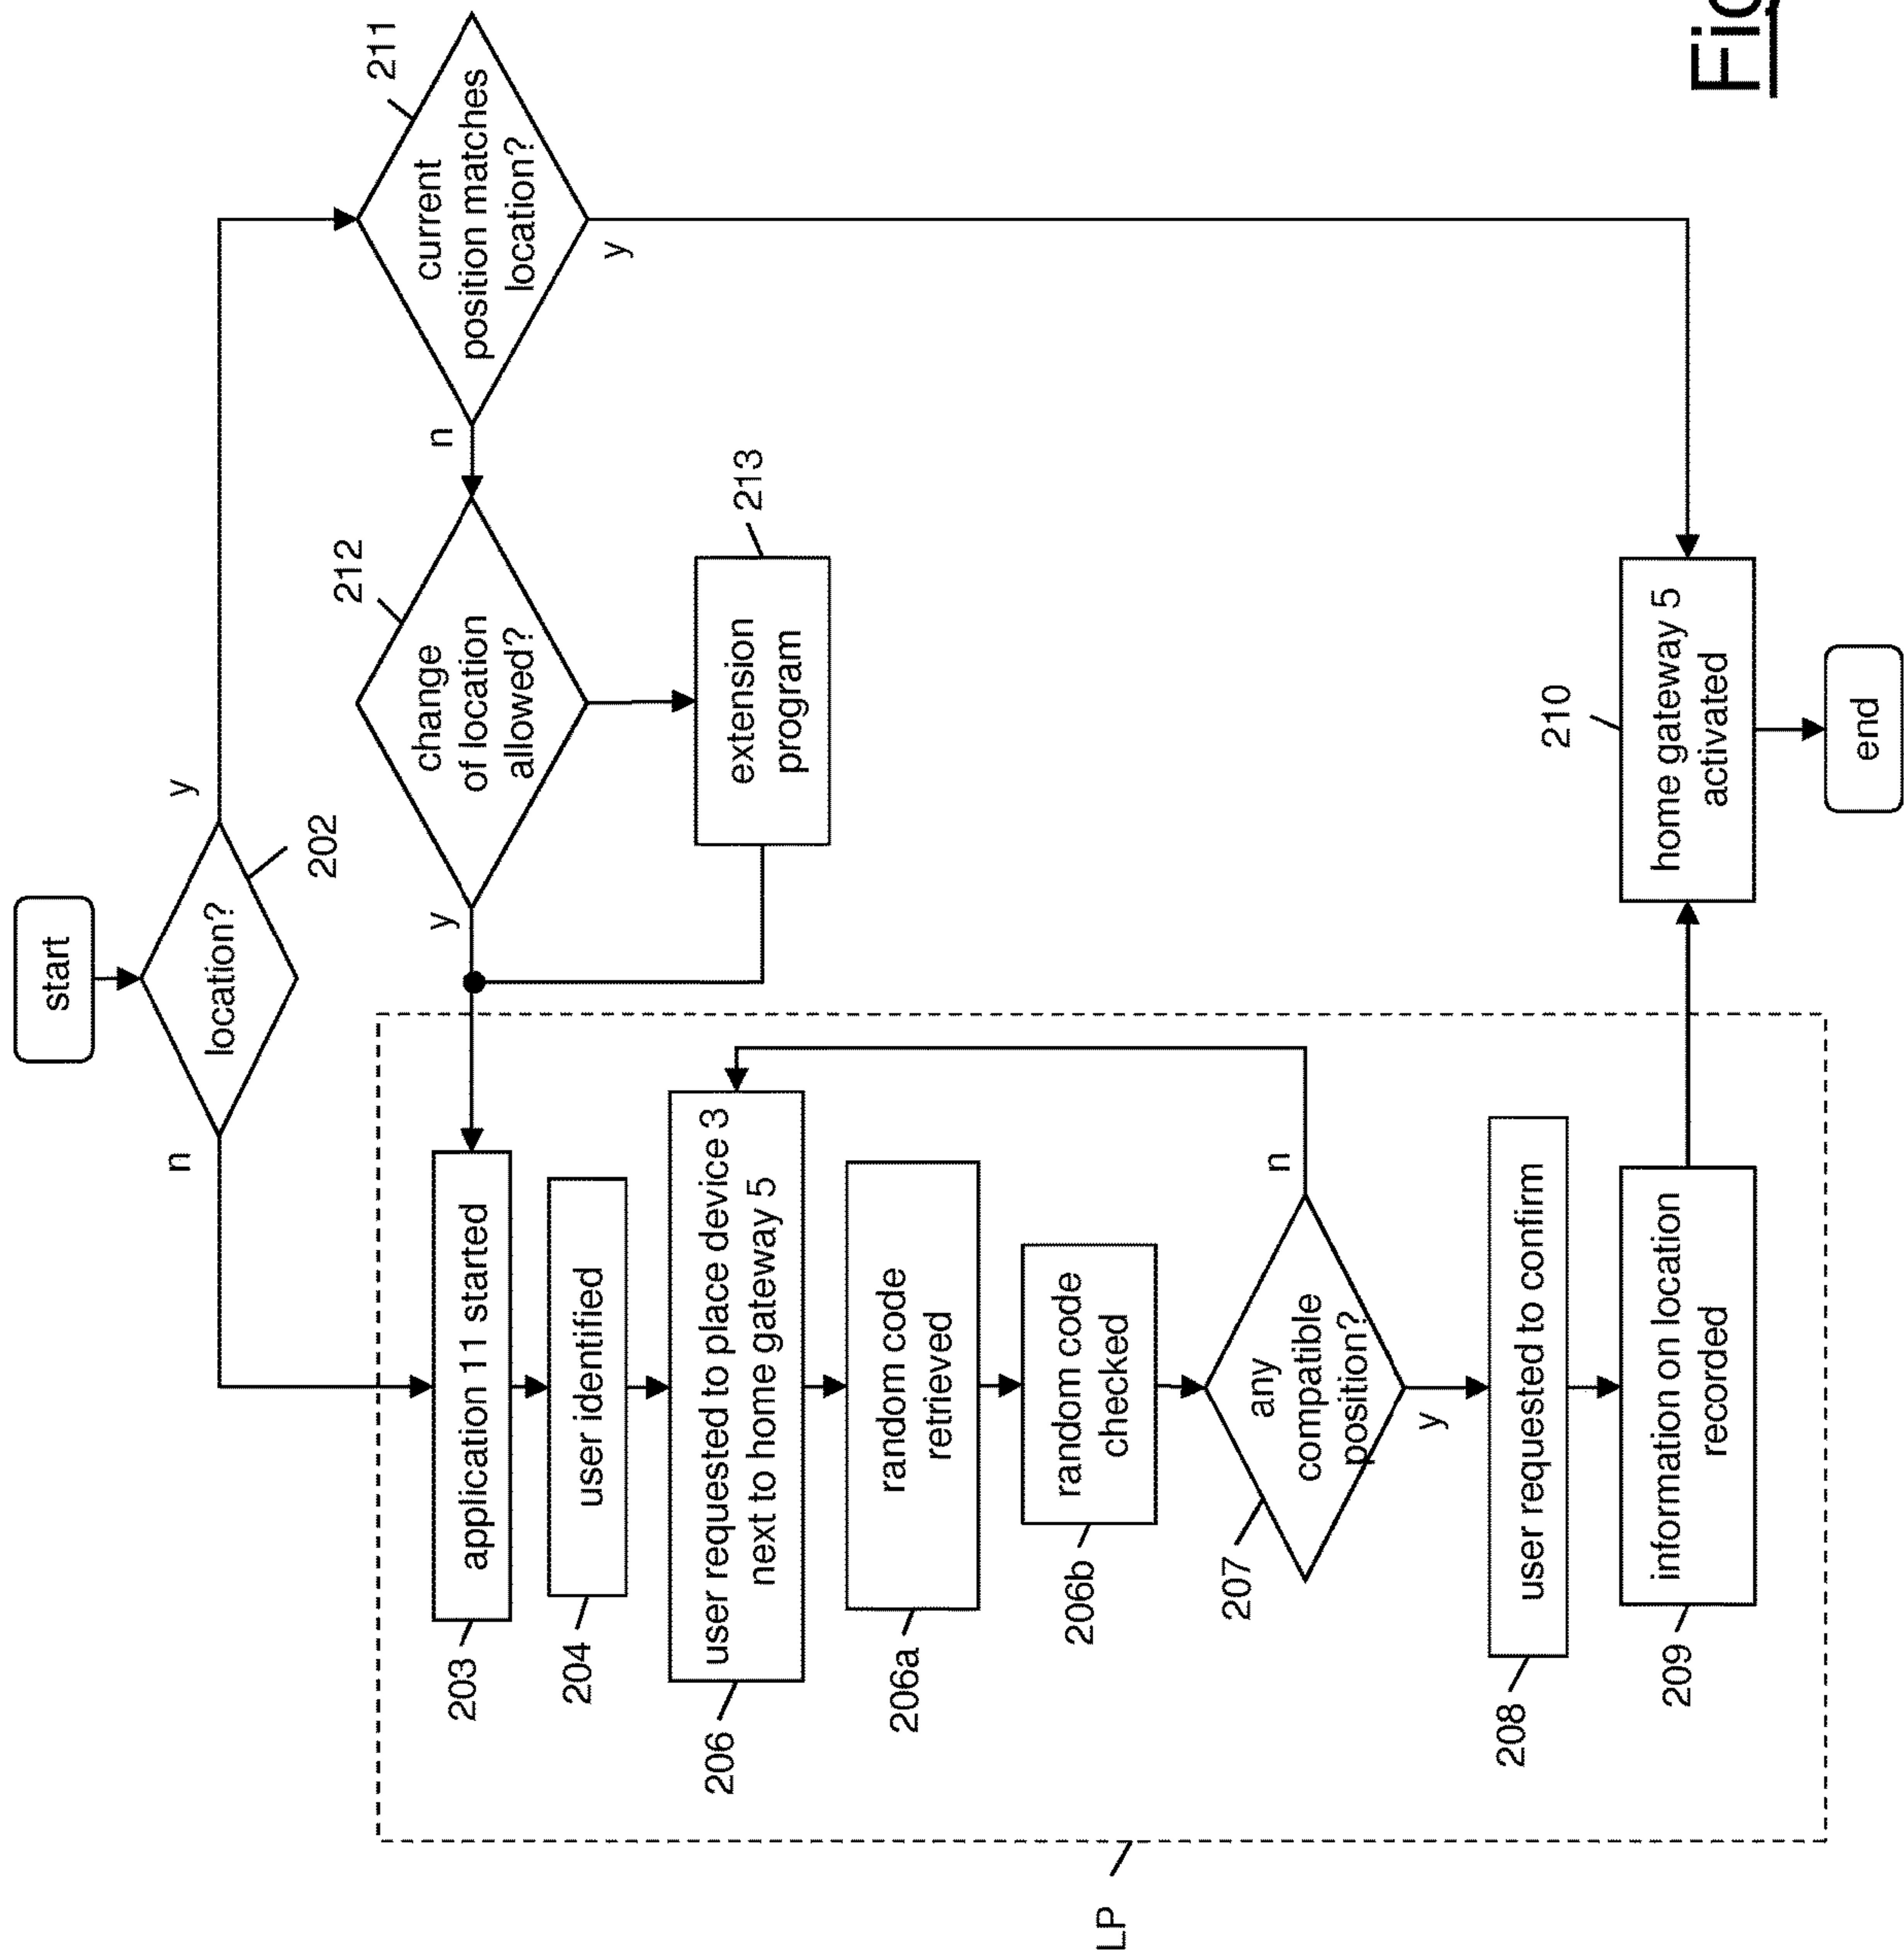 start
location?
202
y
n
current
position matches
location?
211
y
n
change
of location
allowed?
212
y
extension
program
213
application 11 started
203
user identified
204
user requested to place device 3
next to home gateway 5
206
random code
retrieved
206a
random code
checked
206b
any
compatible
position?
207
n
y
user requested to confirm
208
information on location
recorded
209
LP
home gateway 5
activated
210
end